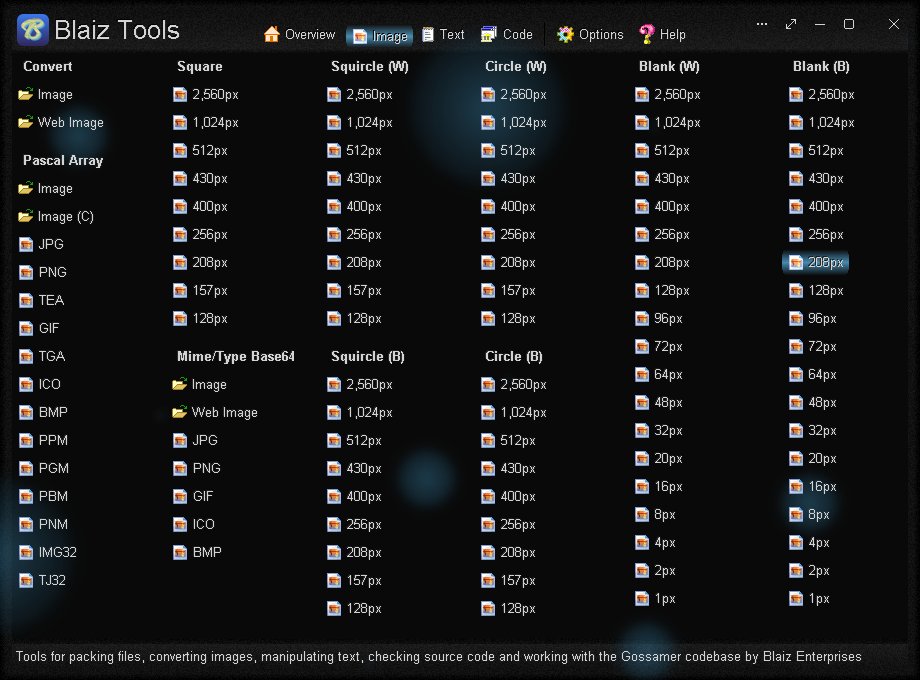 Blaiz Tools
Overview Image Text Code Options Help
Convert
Image
Web Image
Pascal Array
Image
Image (C)
JPG
PNG
TEA
GIF
TGA
ICO
BMP
PPM
PGM
PBM
PNM
IMG32
TJ32
Square
2,560px
1,024px
512px
430px
400px
256px
208px
157px
128px
Mime/Type Base64
Image
Web Image
JPG
PNG
GIF
ICO
BMP
Squircle (W)
2,560px
1,024px
512px
430px
400px
256px
208px
157px
128px
Squircle (B)
2,560px
1,024px
512px
430px
400px
256px
208px
157px
128px
Circle (W)
2,560px
1,024px
512px
430px
400px
256px
208px
157px
128px
Circle (B)
2,560px
1,024px
512px
430px
400px
256px
208px
157px
128px
Blank (W)
2,560px
1,024px
512px
430px
400px
256px
208px
128px
96px
72px
64px
48px
32px
20px
16px
8px
4px
2px
1px
Blank (B)
2,560px
1,024px
512px
430px
400px
256px
208px
128px
96px
72px
64px
48px
32px
20px
16px
8px
4px
2px
1px
Tools for packing files, converting images, manipulating text, checking source code and working with the Gossamer codebase by Blaiz Enterprises